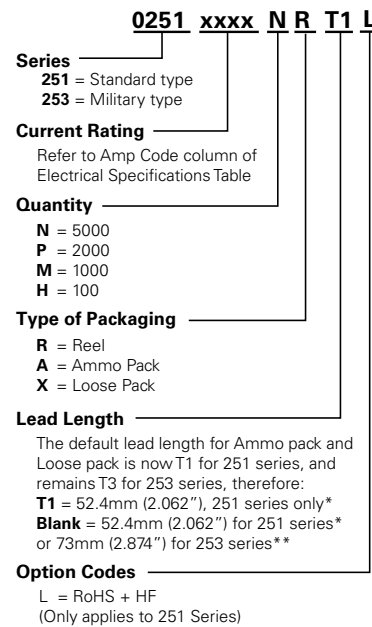 0251 xxxx N R T1 L
Series
251 = Standard type
253 = Military type
Current Rating
Refer to Amp Code column of
Electrical Specifications Table
Quantity
N = 5000
P = 2000
M = 1000
H = 100
Type of Packaging
R = Reel
A = Ammo Pack
X = Loose Pack
Lead Length
The default lead length for Ammo pack and
Loose pack is now T1 for 251 series, and
remains T3 for 253 series, therefore:
T1 = 52.4mm (2.062”), 251 series only*
Blank = 52.4mm (2.062”) for 251 series*
or 73mm (2.874”) for 253 series**
Option Codes
L = RoHS + HF
(Only applies to 251 Series)